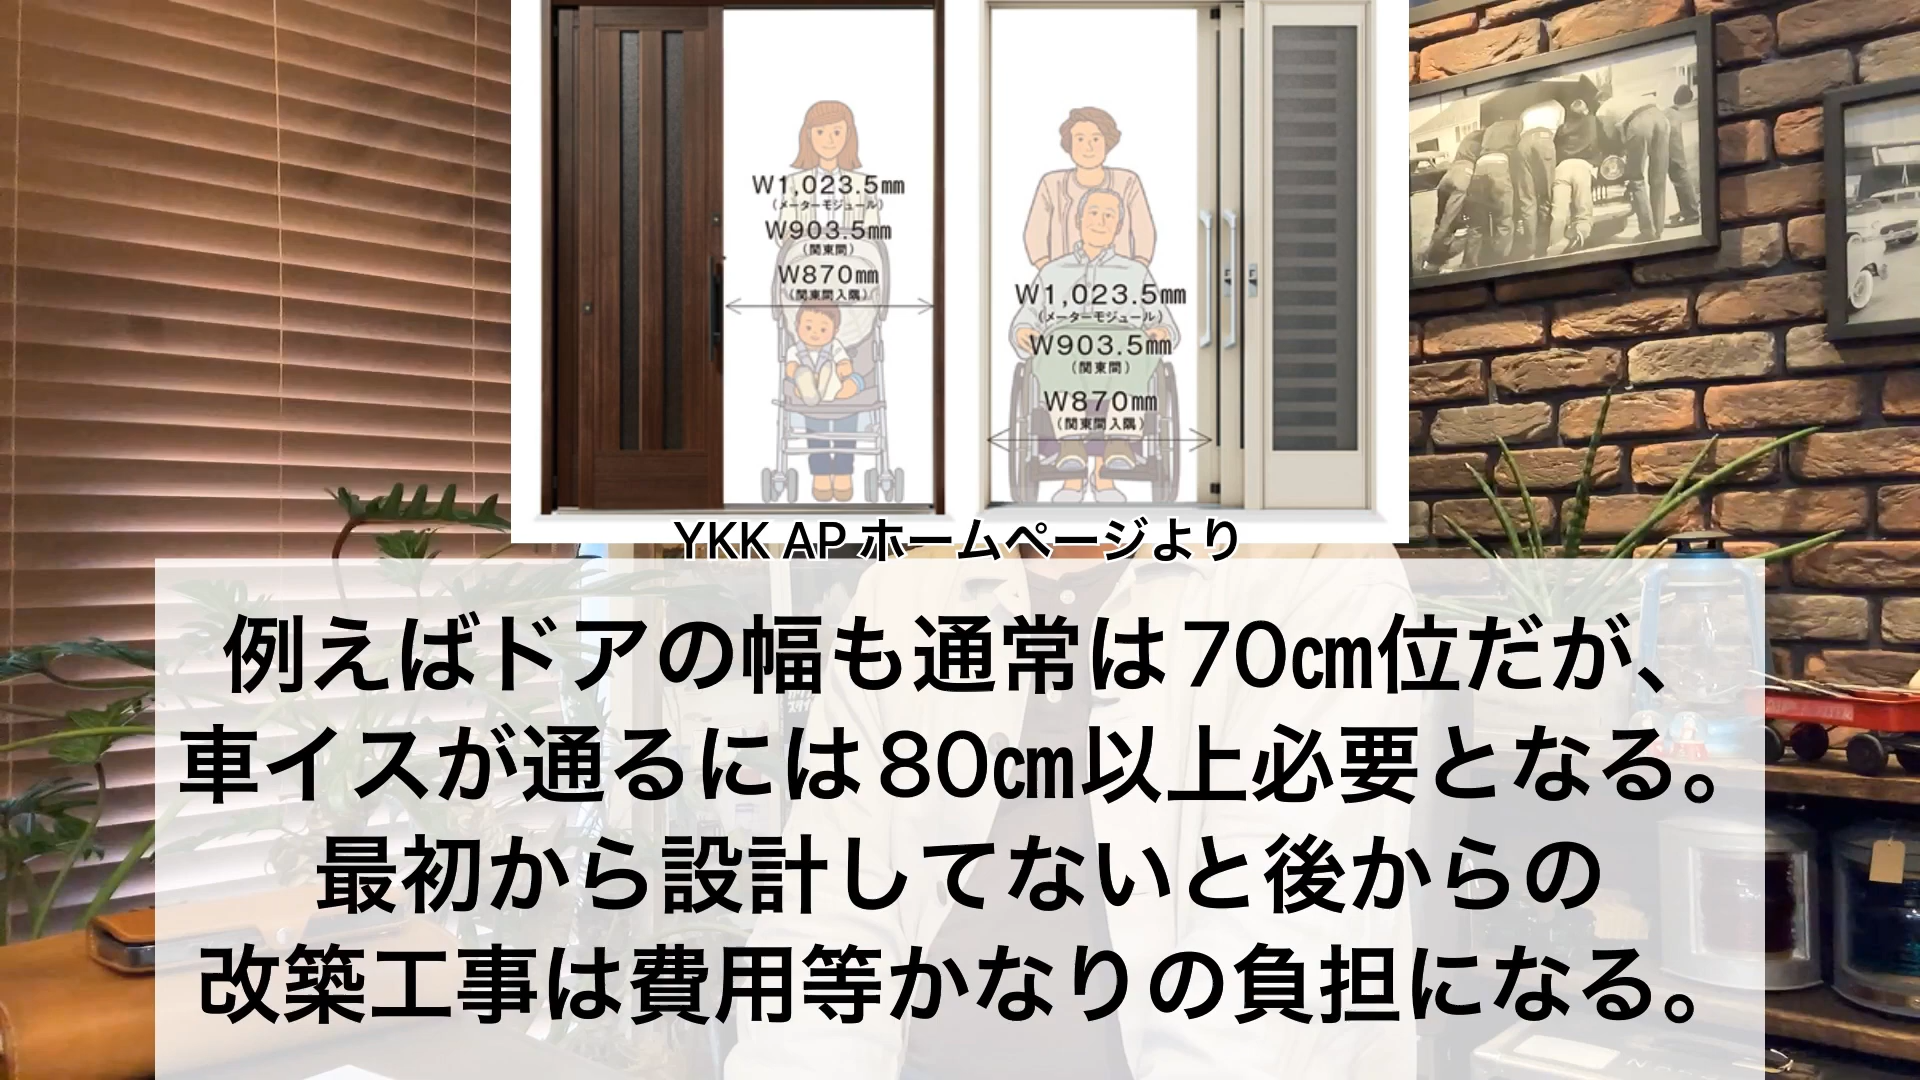 W1,023.5㎜
(メーターモジュール)
W903.5㎜
(関東間)
W870㎜
(関東間入隅)
W1,023.5㎜
(メーターモジュール)
W903.5㎜
(関東間)
W870㎜
(関東間入隅)
YKK AP ホームページより
例えばドアの幅も通常は70㎝位だが、
車イスが通るには80㎝以上必要となる。
最初から設計してないと後からの
改築工事は費用等かなりの負担になる。